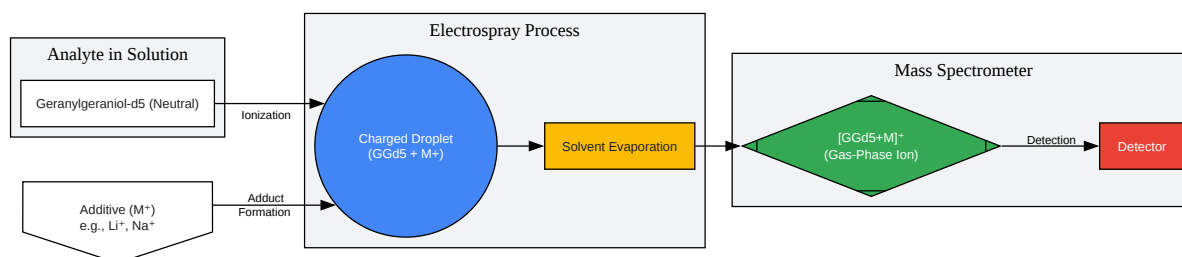 Analyte in Solution
Geranylgeraniol-d5 (Neutral)
Ionization
Additive (M⁺)
e.g., Li⁺, Na⁺
Adduct
Formation
Electrospray Process
Charged Droplet
(GGd5 + M+)
Solvent Evaporation
Mass Spectrometer
[GGd5+M]⁺
(Gas-Phase Ion)
Detection
Detector